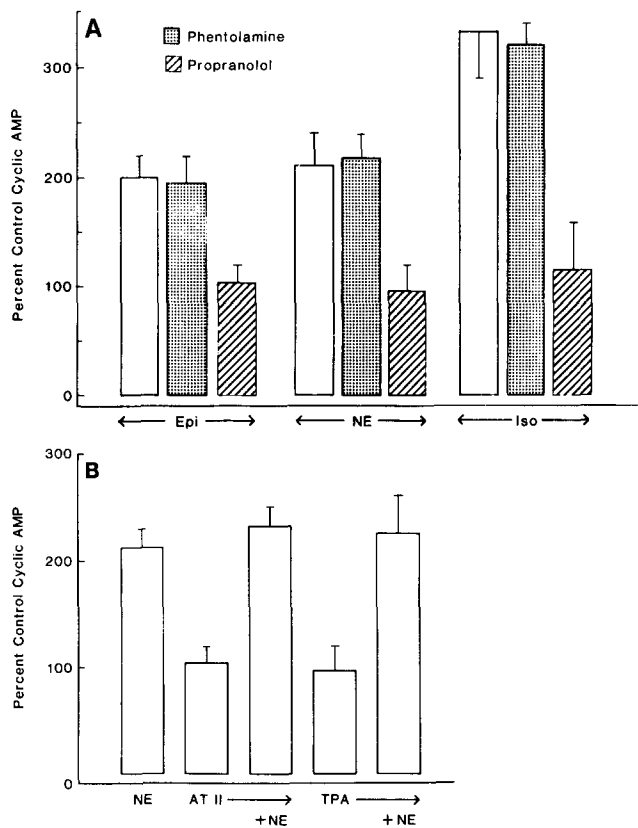 A
Phentolamine
Propranolol
Percent Control Cyclic AMP
300
200
100
0
Epi
NE
Iso
B
Percent Control Cyclic AMP
300
200
100
0
NE
AT II
+NE
TPA
+NE